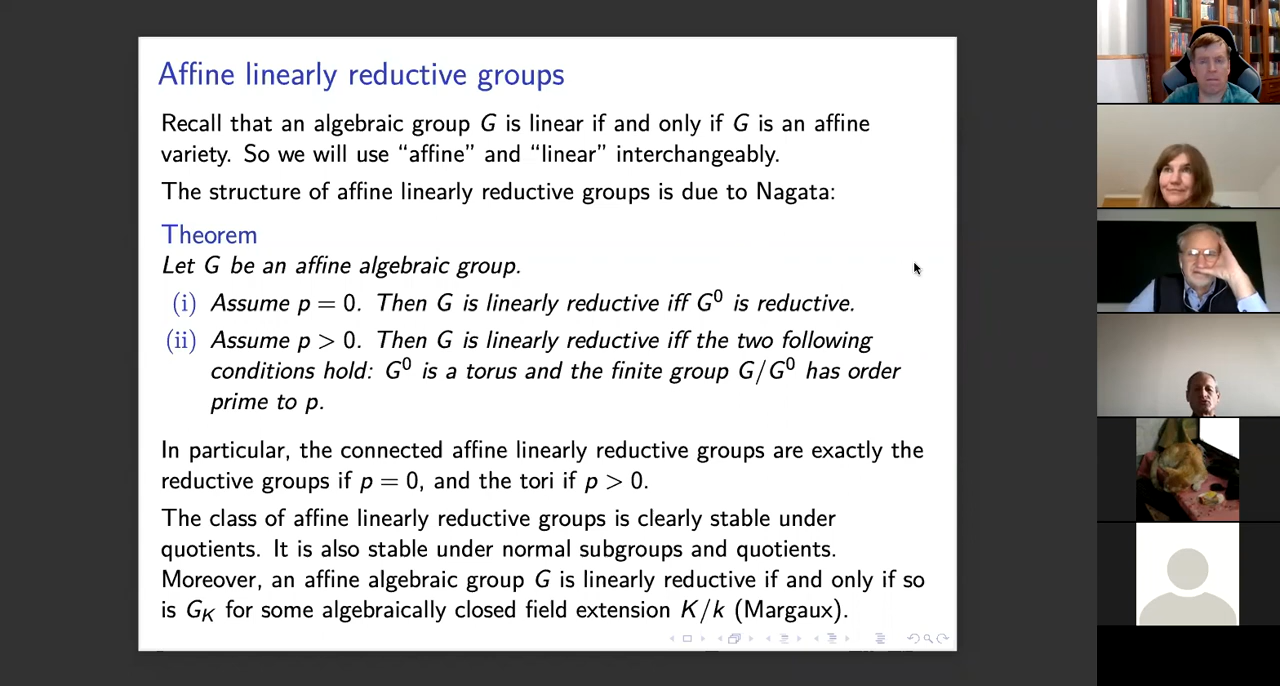 Affine linearly reductive groups
Recall that an algebraic group G is linear if and only if G is an affine
variety. So we will use “affine” and “linear” interchangeably.
The structure of affine linearly reductive groups is due to Nagata:
Theorem
Let G be an affine algebraic group.
(i) Assume p = 0. Then G is linearly reductive iff G⁰ is reductive.
(ii) Assume p > 0. Then G is linearly reductive iff the two following
conditions hold: G⁰ is a torus and the finite group G/G⁰ has order
prime to p.
In particular, the connected affine linearly reductive groups are exactly the
reductive groups if p = 0, and the tori if p > 0.
The class of affine linearly reductive groups is clearly stable under
quotients. It is also stable under normal subgroups and quotients.
Moreover, an affine algebraic group G is linearly reductive if and only if so
is G_K for some algebraically closed field extension K/k (Margaux).